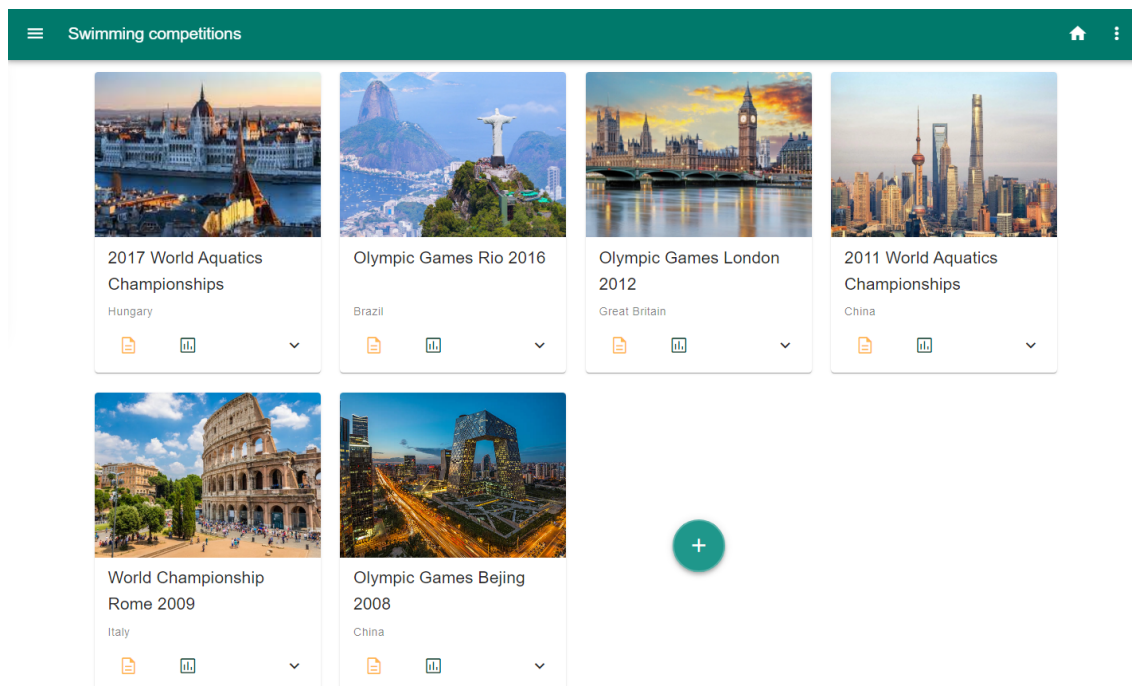 Swimming competitions
2017 World Aquatics
Championships
Hungary
Olympic Games Rio 2016
Brazil
Olympic Games London
2012
Great Britain
2011 World Aquatics
Championships
China
World Championship
Rome 2009
Italy
Olympic Games Bejing
2008
China